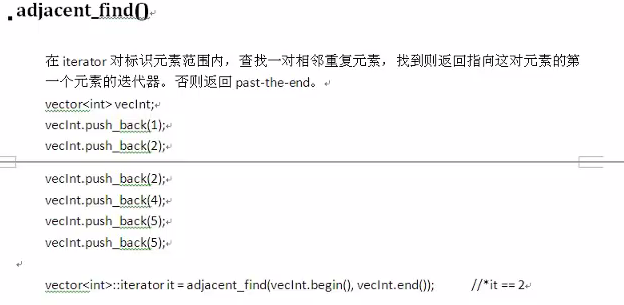 adjacent_find()
在 iterator 对标识元素范围内，查找一对相邻重复元素，找到则返回指向这对元素的第
一个元素的迭代器。否则返回 past-the-end。
vector<int> vecInt;
vecInt.push_back(1);
vecInt.push_back(2);
vecInt.push_back(2);
vecInt.push_back(4);
vecInt.push_back(5);
vecInt.push_back(5);
vector<int>::iterator it = adjacent_find(vecInt.begin(), vecInt.end()); //*it == 2